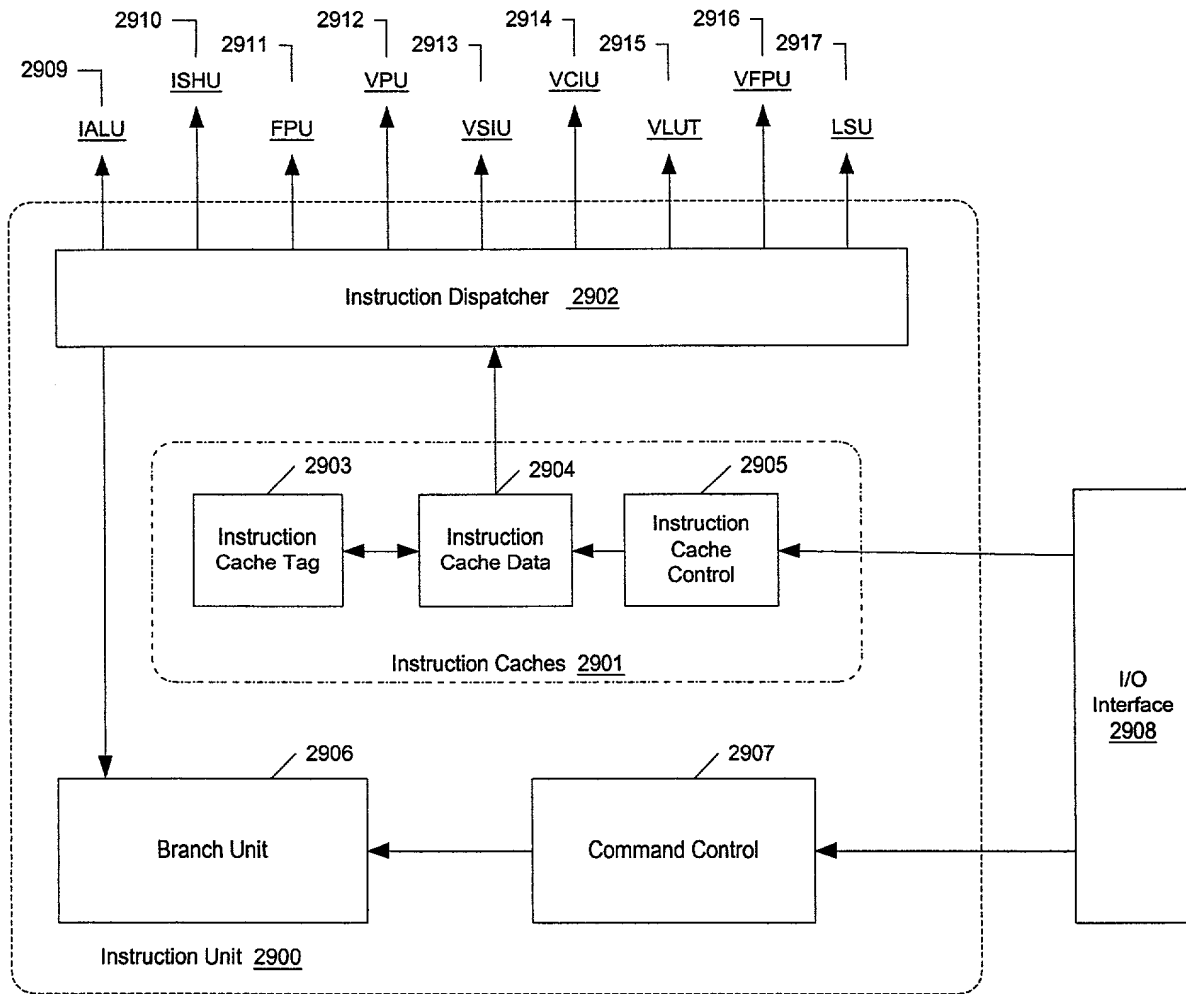 2910
2912
2914
2916
2911
2913
2915
2917
2909
ISHU
VPU
VCIU
VFPU
IALU
FPU
VSIU
VLUT
LSU
Instruction Dispatcher 2902
2903
2904
2905
Instruction
Cache Tag
Instruction
Cache Data
Instruction
Cache
Control
Instruction Caches 2901
I/O
Interface
2908
2906
2907
Branch Unit
Command Control
Instruction Unit 2900